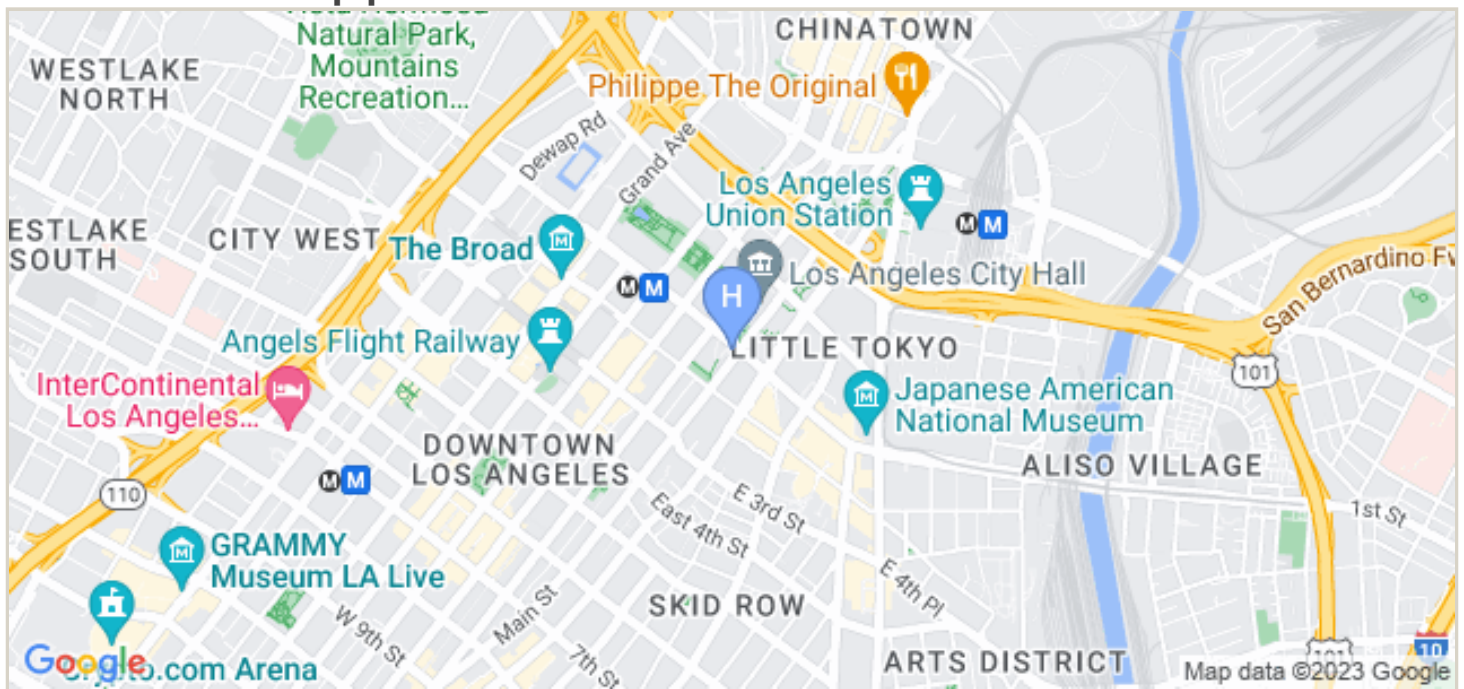 Natural Park,
Mountains
Recreation...
CHINATOWN
WESTLAKE
NORTH
Philippe The Original
Dewap Rd
Grand Ave
Los Angeles
Union Station
M M
ESTLAKE
SOUTH
CITY WEST
The Broad
Los Angeles City Hall
San Bernardino Fw
M M
H
Angels Flight Railway
LITTLE TOKYO
101
InterContinental
Los Angeles...
Japanese American
National Museum
DOWNTOWN
LOS ANGELES
ALISO VILLAGE
M M
110
E 3rd St
1st St
East 4th St
GRAMMY
Museum LA Live
E 4th Pl
SKID ROW
Main St
W 9th St
7th St
ARTS DISTRICT
101
10
Google
.com Arena
Map data ©2023 Google